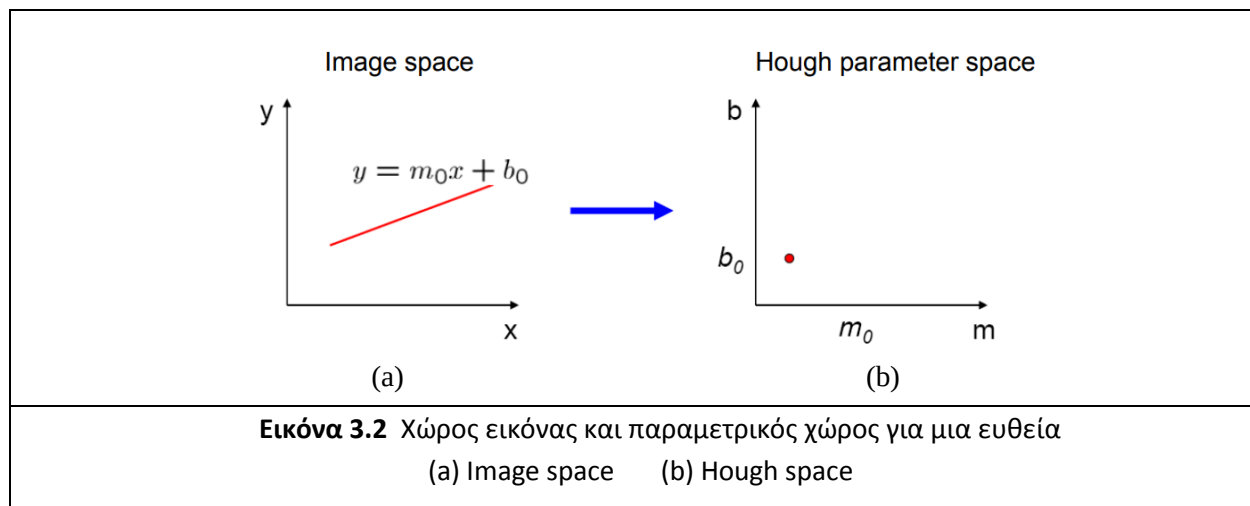 Image space
Hough parameter space
y
y = m₀x + b₀
x
(a)
b
b₀
m₀
m
(b)
Εικόνα 3.2 Χώρος εικόνας και παραμετρικός χώρος για μια ευθεία
(a) Image space (b) Hough space